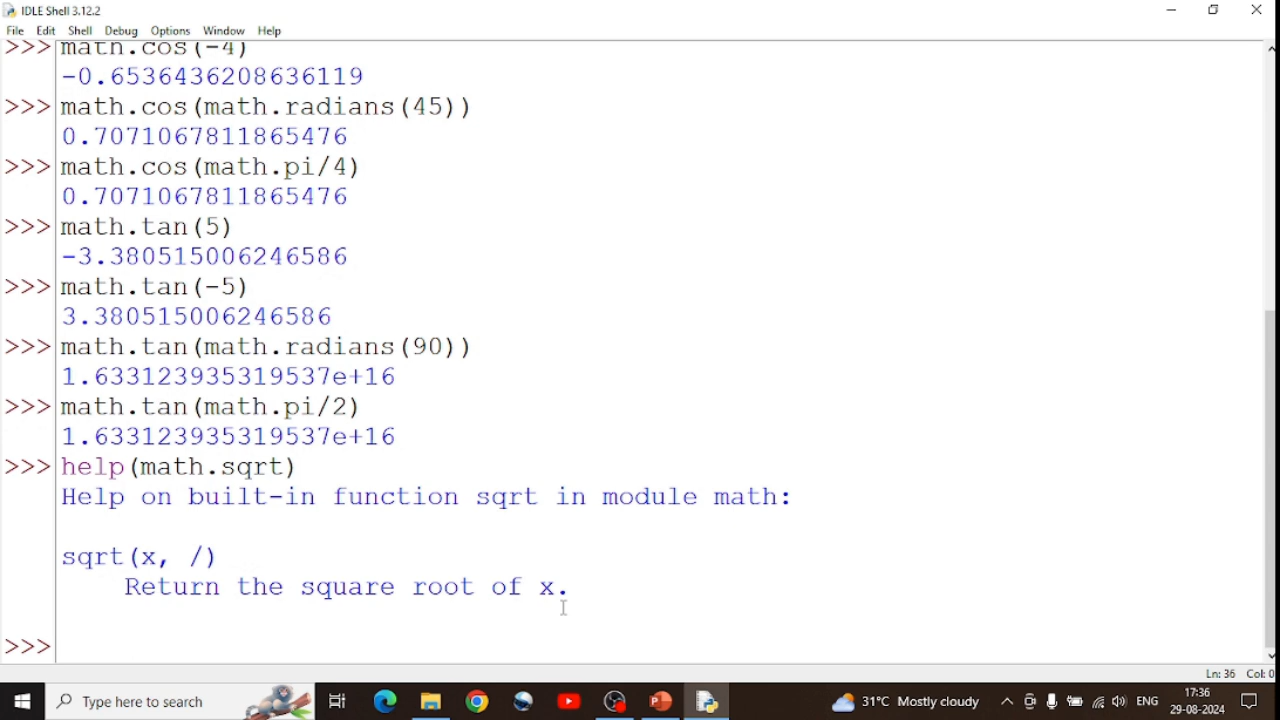 IDLE Shell 3.12.2
File Edit Shell Debug Options Window Help
>>> math.cos(-4)
-0.6536436208636119
>>> math.cos(math.radians(45))
0.7071067811865476
>>> math.cos(math.pi/4)
0.7071067811865476
>>> math.tan(5)
-3.380515006246586
>>> math.tan(-5)
3.380515006246586
>>> math.tan(math.radians(90))
1.633123935319537e+16
>>> math.tan(math.pi/2)
1.633123935319537e+16
>>> help(math.sqrt)
Help on built-in function sqrt in module math:
sqrt(x, /)
Return the square root of x.
>>>
Ln: 36 Col: 0
Type here to search 31°C Mostly cloudy ENG 17:36
29-08-2024